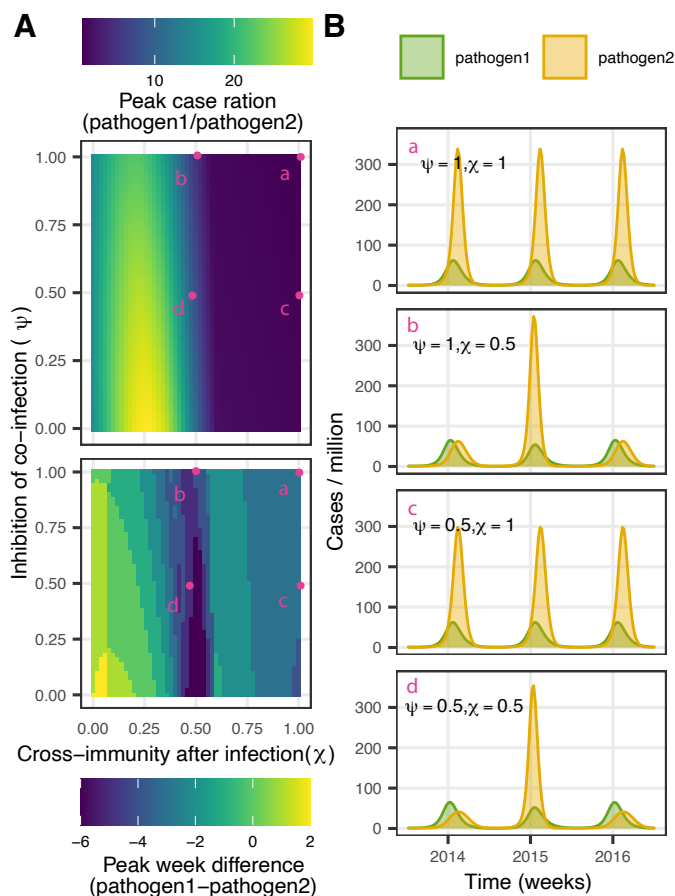 A
10 20
Peak case ration
(pathogen1/pathogen2)
Inhibition of co−infection ( ψ)
1.00
0.75
0.50
0.25
0.00
a
b
c
d
1.00
0.75
0.50
0.25
0.00
a
b
c
d
0.00 0.25 0.50 0.75 1.00
Cross−immunity after infection(χ)
−6 −4 −2 0 2
Peak week difference
(pathogen1−pathogen2)
B
pathogen1 pathogen2
Cases / million
a
ψ = 1,χ = 1
300
200
100
0
b
ψ = 1,χ = 0.5
300
200
100
0
c
ψ = 0.5,χ = 1
300
200
100
0
d
ψ = 0.5,χ = 0.5
300
200
100
0
2014 2015 2016
Time (weeks)